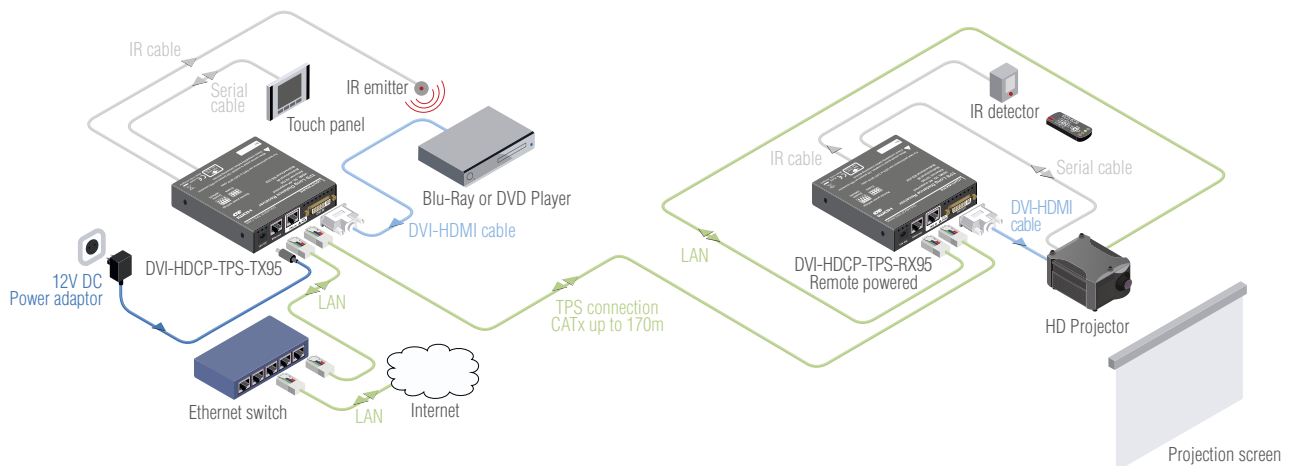 IR cable
Serial
cable
Touch panel
IR emitter
Blu-Ray or DVD Player
DVI-HDMI cable
DVI-HDCP-TPS-TX95
12V DC
Power adaptor
LAN
Ethernet switch
LAN
Internet
TPS connection
CATx up to 170m
LAN
IR cable
IR detector
Serial cable
DVI-HDMI
cable
DVI-HDCP-TPS-RX95
Remote powered
HD Projector
Projection screen